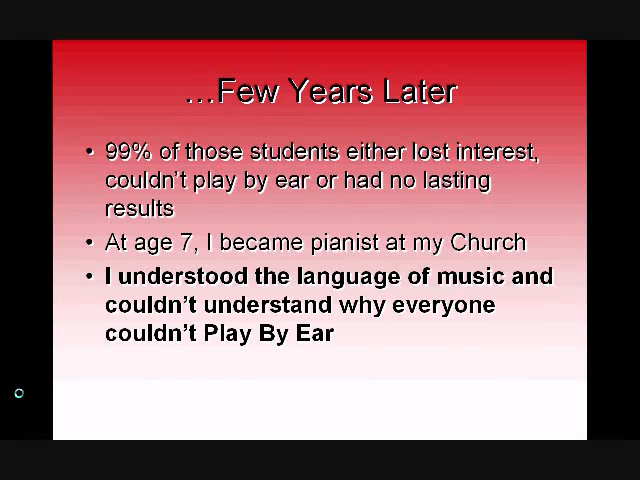 ...Few Years Later
• 99% of those students either lost interest,
couldn't play by ear or had no lasting
results
• At age 7, I became pianist at my Church
• I understood the language of music and
couldn't understand why everyone
couldn't Play By Ear